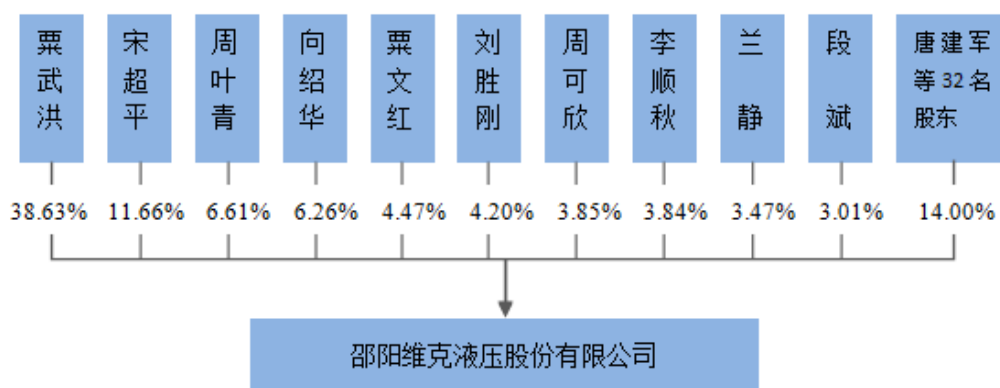 粟武洪
宋超平
周叶青
向绍华
粟文红
刘胜刚
周可欣
李顺秋
兰静
段斌
唐建军
等32名
股东
38.63%
11.66%
6.61%
6.26%
4.47%
4.20%
3.85%
3.84%
3.47%
3.01%
14.00%
邵阳维克液压股份有限公司